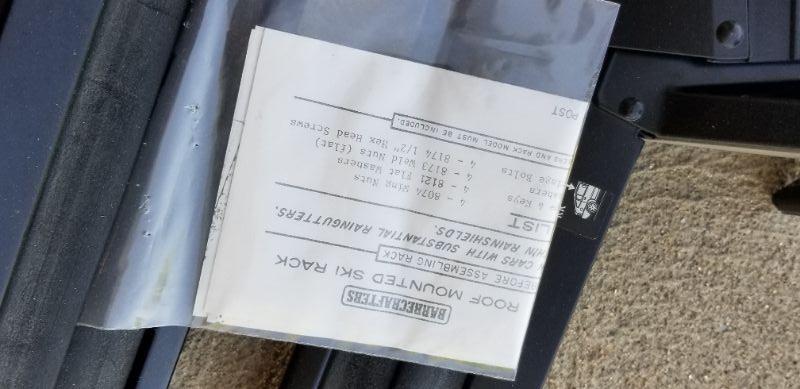 BARRECRAFTERS
ROOF MOUNTED SKI RACK
BEFORE ASSEMBLING RACK
CARS WITH SUBSTANTIAL RAINGUTTERS.
RAINSHIELDS.
LIST
4 - 8074 Wing Nuts
& Keys
4 - 8121 Flat Washers
4 - 8173 Weld Nuts (Flat)
Bolts
4 - 8174 1/2" Hex Head Screws
AND RACK MODEL MUST BE INCLUDED.
POST